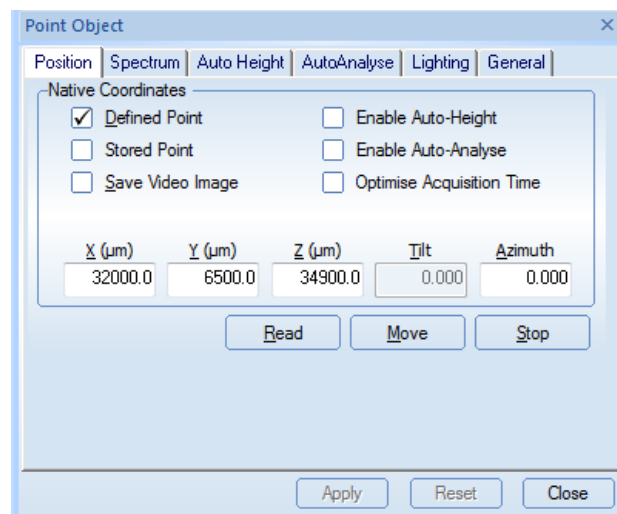 Point Object
Position Spectrum Auto Height AutoAnalyse Lighting General
Native Coordinates
Defined Point Enable Auto-Height
Stored Point Enable Auto-Analyse
Save Video Image Optimise Acquisition Time
X (µm) Y (µm) Z (µm) Tilt Azimuth
32000.0 6500.0 34900.0 0.000 0.000
Read Move Stop
Apply Reset Close